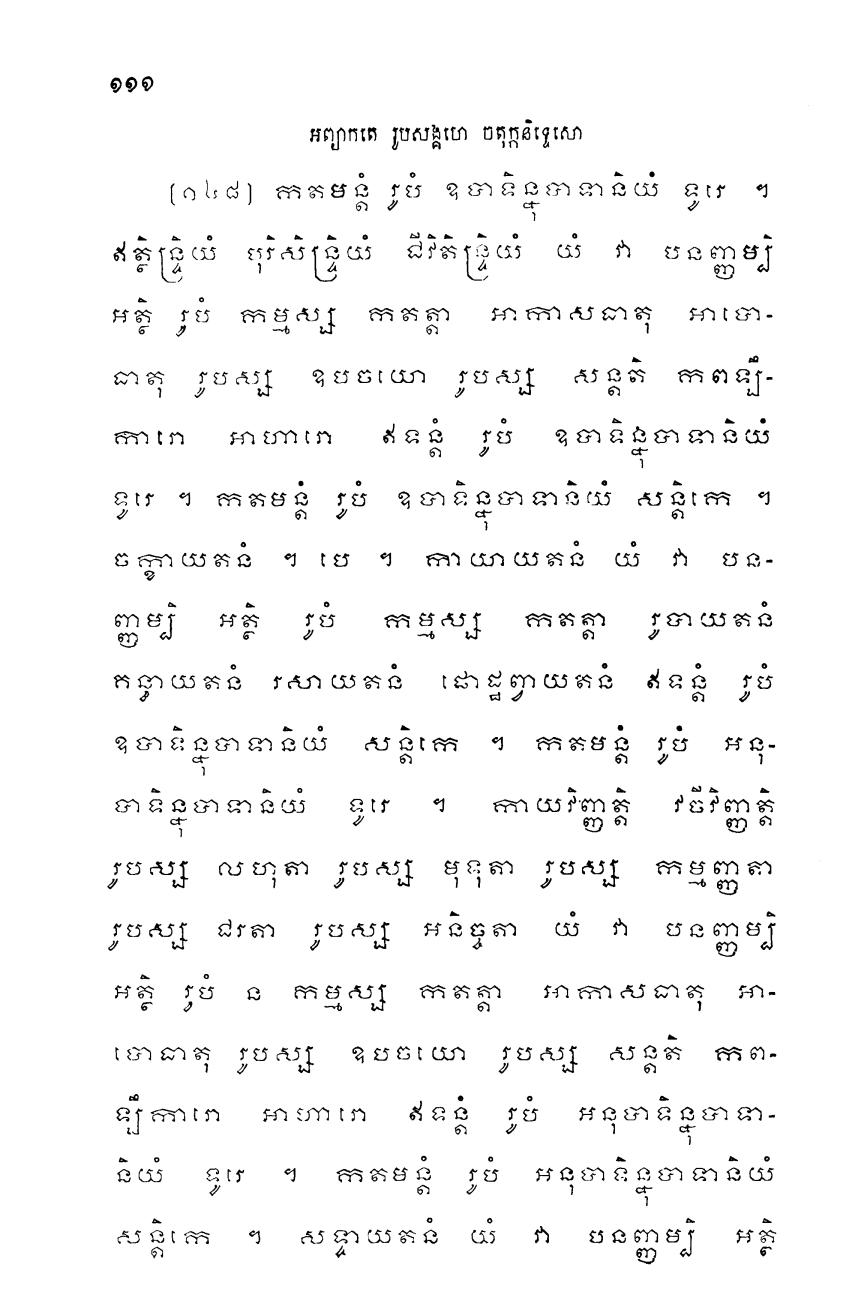 ១១១
អព្យាកតេ រូបសង្គហេ ចតុក្កនិទ្ទេសោ
(១៤៨) កតមន្តំ រូបំ ឧបាទិន្នុបាទានិយំ ទូរេ ។
ឥត្ថិន្ទ្រិយំ បុរិសិន្ទ្រិយំ ជីវិតិន្ទ្រិយំ យំ វា បនញ្ញម្បិ
អត្ថិ រូបំ កម្មស្ស កតត្តា អាកាសធាតុ អាបោ-
ធាតុ រូបស្ស ឧបចយោ រូបស្ស សន្តតិ កពឡីំ-
ការោ អាហារោ ឥទន្តំ រូបំ ឧបាទិន្នុបាទានិយំ
ទូរេ ។ កតមន្តំ រូបំ ឧបាទិន្នុបាទានិយំ សន្តិកេ ។
ចក្ខាយតនំ ។ បេ ។ កាយាយតនំ យំ វា បន-
ញ្ញម្បិ អត្ថិ រូបំ កម្មស្ស កតត្តា រូបាយតនំ
គន្ធាយតនំ រសាយតនំ ផោដ្ឋព្វាយតនំ ឥទន្តំ រូបំ
ឧបាទិន្នុបាទានិយំ សន្តិកេ ។ កតមន្តំ រូបំ អនុ-
បាទិន្នុបាទានិយំ ទូរេ ។ កាយវិញ្ញត្តិ វចីវិញ្ញត្តិ
រូបស្ស លហុតា រូបស្ស មុទុតា រូបស្ស កម្មញ្ញតា
រូបស្ស ជរតា រូបស្ស អនិច្ចតា យំ វា បនញ្ញម្បិ
អត្ថិ រូបំ ន កម្មស្ស កតត្តា អាកាសធាតុ អា-
បោធាតុ រូបស្ស ឧបចយោ រូបស្ស សន្តតិ កព-
ឡីំការោ អាហារោ ឥទន្តំ រូបំ អនុបាទិន្នុបាទា-
និយំ ទូរេ ។ កតមន្តំ រូបំ អនុបាទិន្នុបាទានិយំ
សន្តិកេ ។ សទ្ទាយតនំ យំ វា បនញ្ញម្បិ អត្ថិ